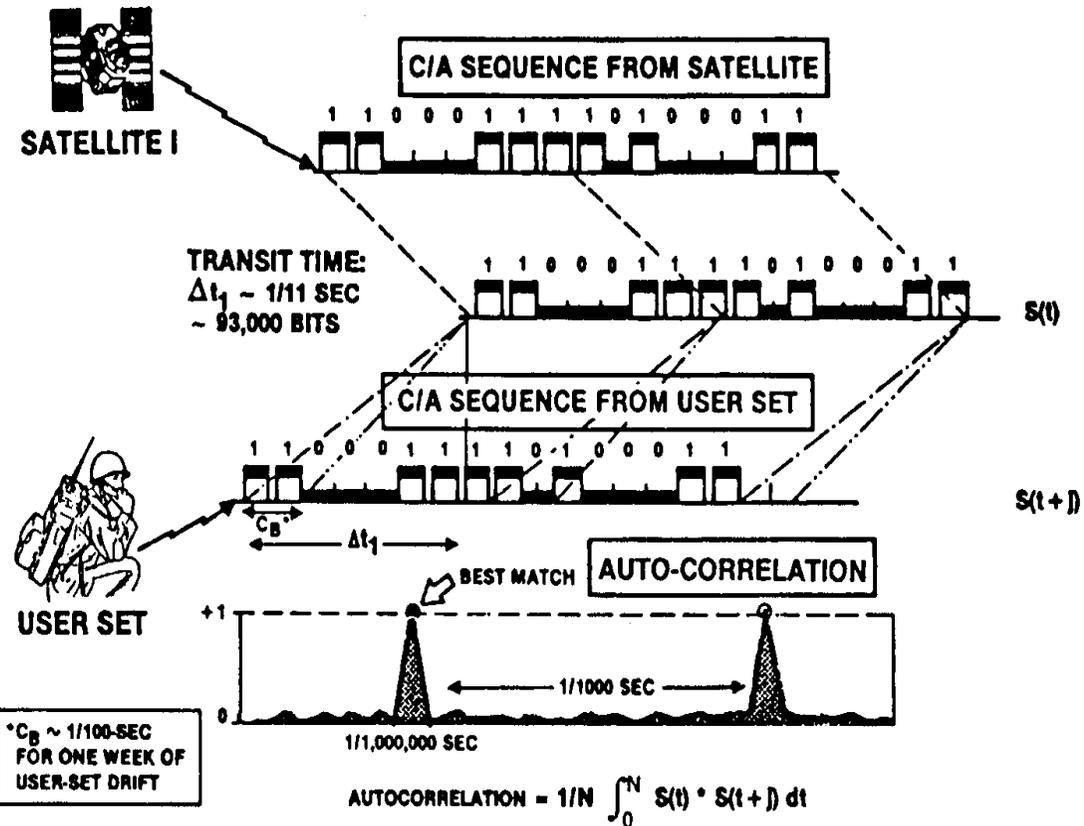 C/A SEQUENCE FROM SATELLITE
SATELLITE I
1 1 0 0 0 1 1 1 1 0 1 0 0 0 1 1
TRANSIT TIME:
Δt₁ ~ 1/11 SEC
~ 93,000 BITS
1 1 0 0 0 1 1 1 1 0 1 0 0 0 1 1
S(t)
C/A SEQUENCE FROM USER SET
1 1 0 0 0 1 1 1 1 0 1 0 0 0 1 1
S(t + j)
C_B*
Δt₁
AUTO-CORRELATION
BEST MATCH
USER SET
+1
1/1000 SEC
0
1/1,000,000 SEC
*C_B ~ 1/100-SEC
FOR ONE WEEK OF
USER-SET DRIFT
AUTOCORRELATION = 1/N ∫₀ᴺ S(t) * S(t + j) dt